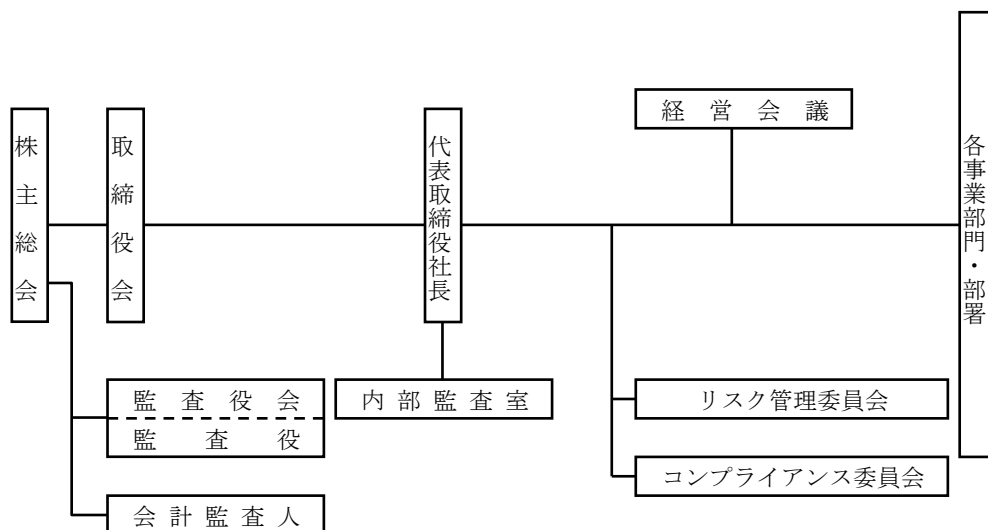 株主総会
取締役会
代表取締役社長
経営会議
各事業部門・部署
監査役会
監査役
内部監査室
リスク管理委員会
コンプライアンス委員会
会計監査人